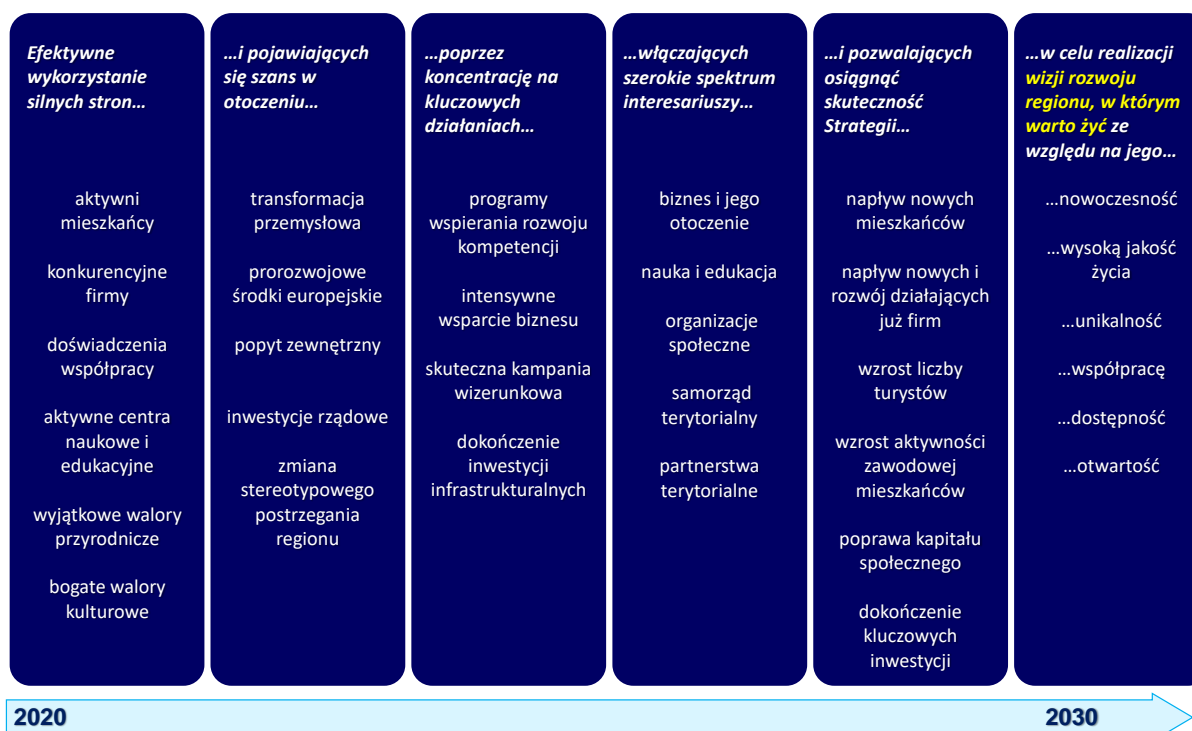 Efektywne
wykorzystanie
silnych stron…
aktywni
mieszkańcy
konkurencyjne
firmy
doświadczenia
współpracy
aktywne centra
naukowe i
edukacyjne
wyjątkowe walory
przyrodnicze
bogate walory
kulturowe
…i pojawiających
się szans w
otoczeniu…
transformacja
przemysłowa
prorozwojowe
środki europejskie
popyt zewnętrzny
inwestycje rządowe
zmiana
stereotypowego
postrzegania
regionu
…poprzez
koncentrację na
kluczowych
działaniach…
programy
wspierania rozwoju
kompetencji
intensywne
wsparcie biznesu
skuteczna kampania
wizerunkowa
dokończenie
inwestycji
infrastrukturalnych
…włączających
szerokie spektrum
interesariuszy…
biznes i jego
otoczenie
nauka i edukacja
organizacje
społeczne
samorząd
terytorialny
partnerstwa
terytorialne
…i pozwalających
osiągnąć
skuteczność
Strategii…
napływ nowych
mieszkańców
napływ nowych i
rozwój działających
już firm
wzrost liczby
turystów
wzrost aktywności
zawodowej
mieszkańców
poprawa kapitału
społecznego
dokończenie
kluczowych
inwestycji
…w celu realizacji
wizji rozwoju
regionu, w którym
warto żyć ze
względu na jego…
…nowoczesność
…wysoką jakość
życia
…unikalność
…współpracę
…dostępność
…otwartość
2020
2030